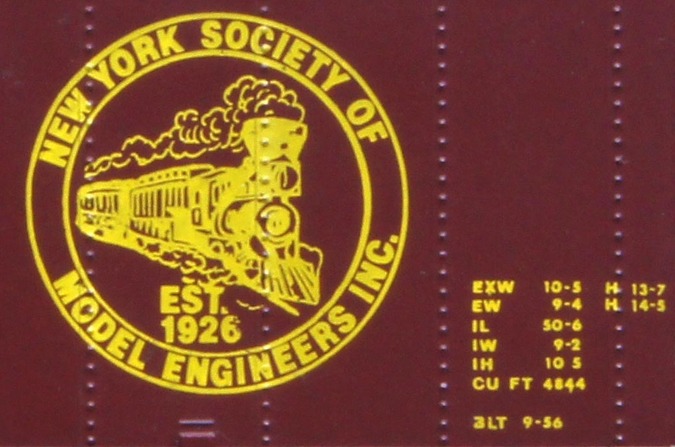 NEW YORK SOCIETY OF
MODEL ENGINEERS INC.
EST.
1926
EXW 10-5 H 13-7
EW 9-4 H 14-5
IL 50-6
IW 9-2
IH 10 5
CU FT 4844
BLT 9-56